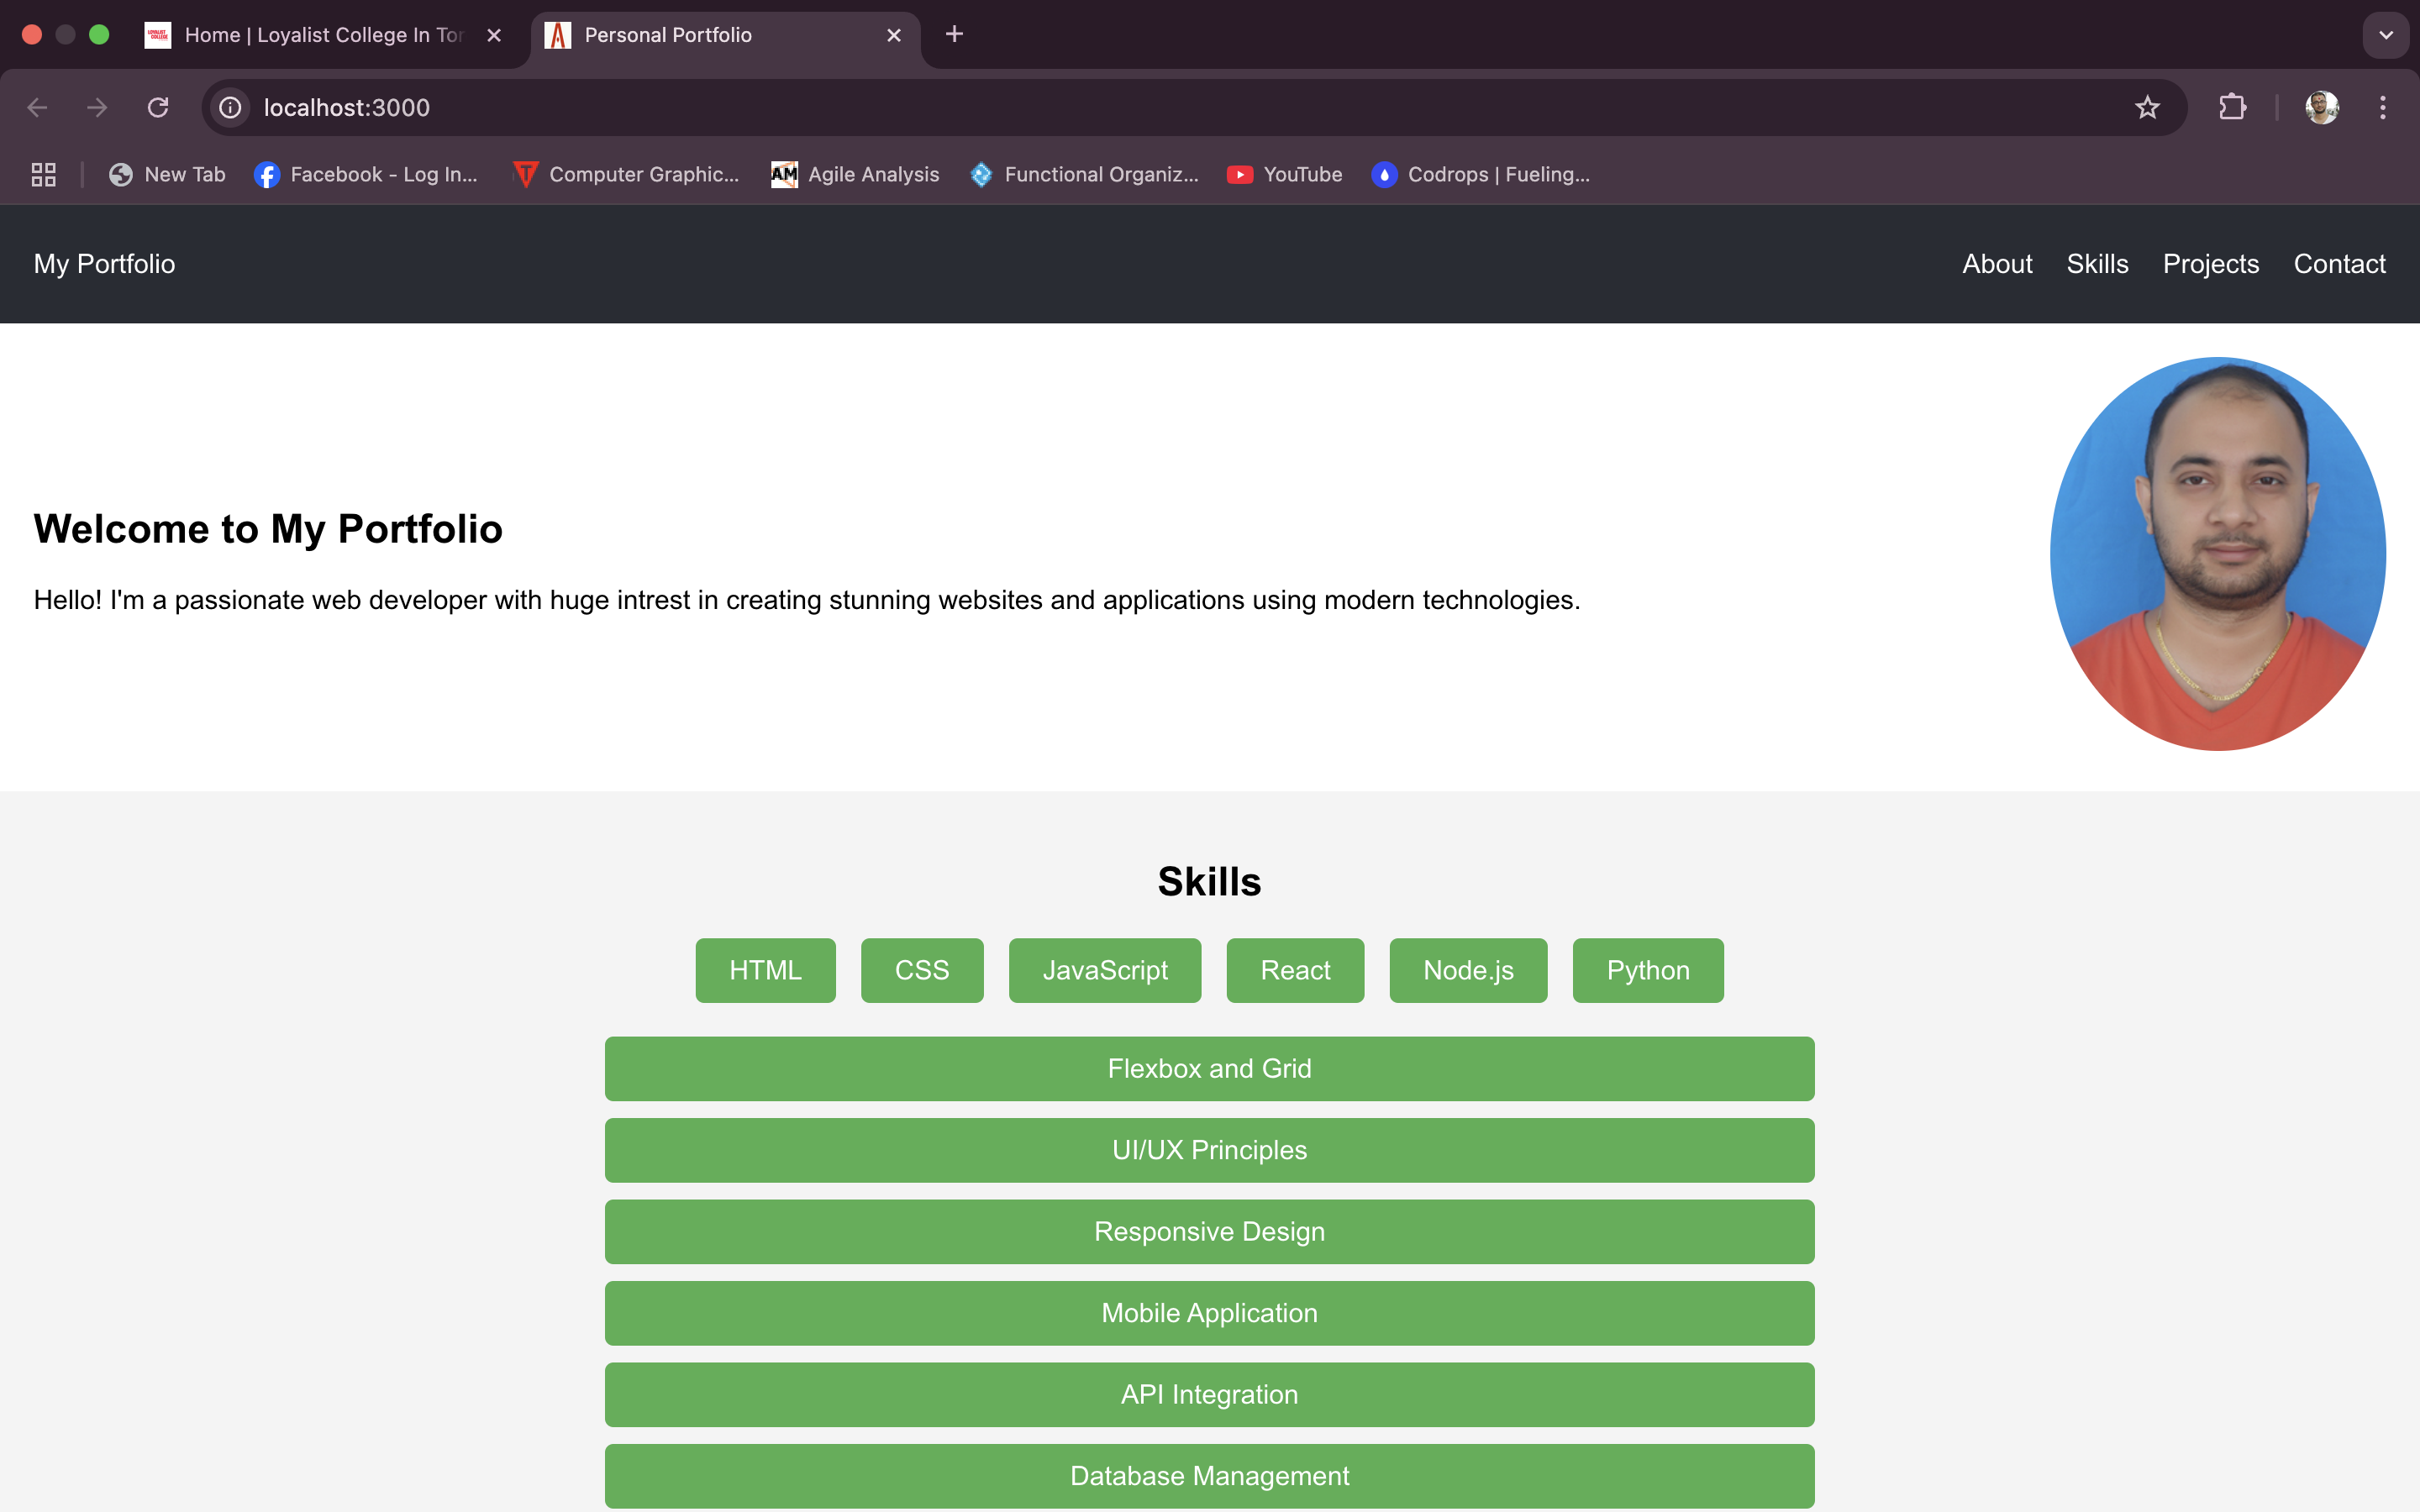 Home | Loyalist College In Tor
Personal Portfolio
localhost:3000
New Tab
Facebook - Log In...
Computer Graphic...
AM
Agile Analysis
Functional Organiz...
YouTube
Codrops | Fueling...
My Portfolio
About
Skills
Projects
Contact
Welcome to My Portfolio
Hello! I'm a passionate web developer with huge intrest in creating stunning websites and applications using modern technologies.
Skills
HTML
CSS
JavaScript
React
Node.js
Python
Flexbox and Grid
UI/UX Principles
Responsive Design
Mobile Application
API Integration
Database Management